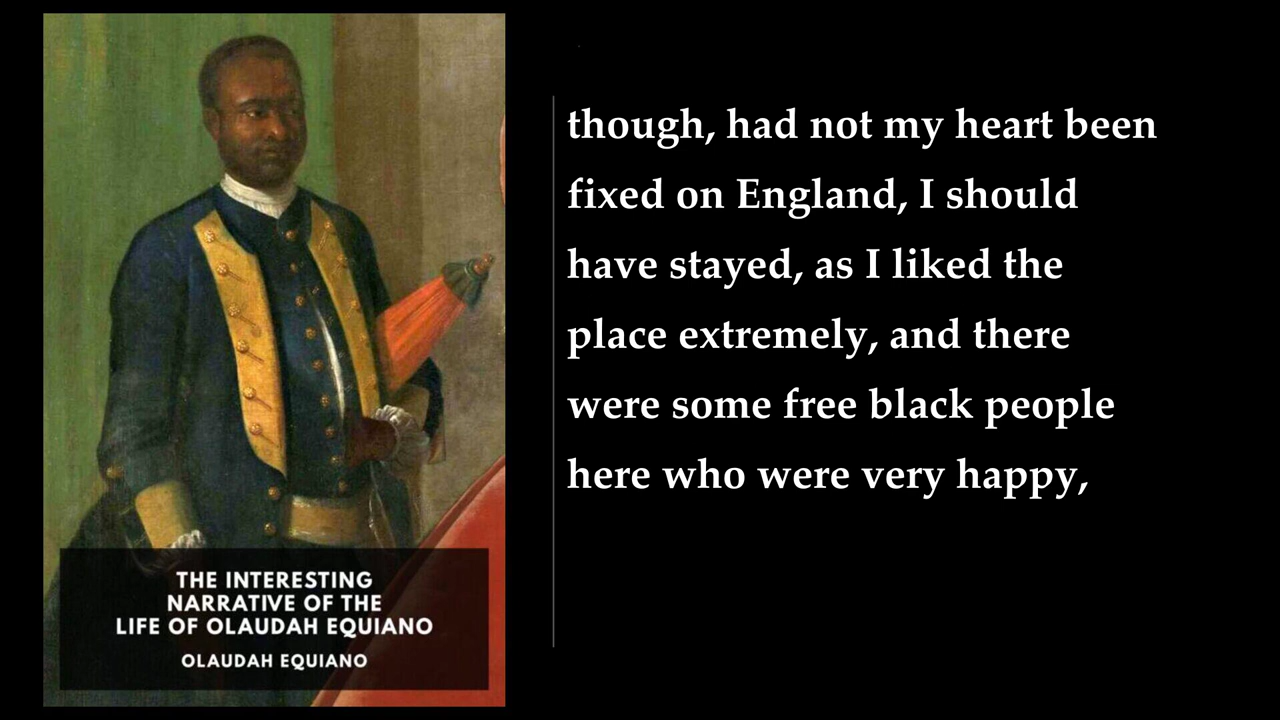 THE INTERESTING
NARRATIVE OF THE
LIFE OF OLAUDAH EQUIANO
OLAUDAH EQUIANO
though, had not my heart been
fixed on England, I should
have stayed, as I liked the
place extremely, and there
were some free black people
here who were very happy,